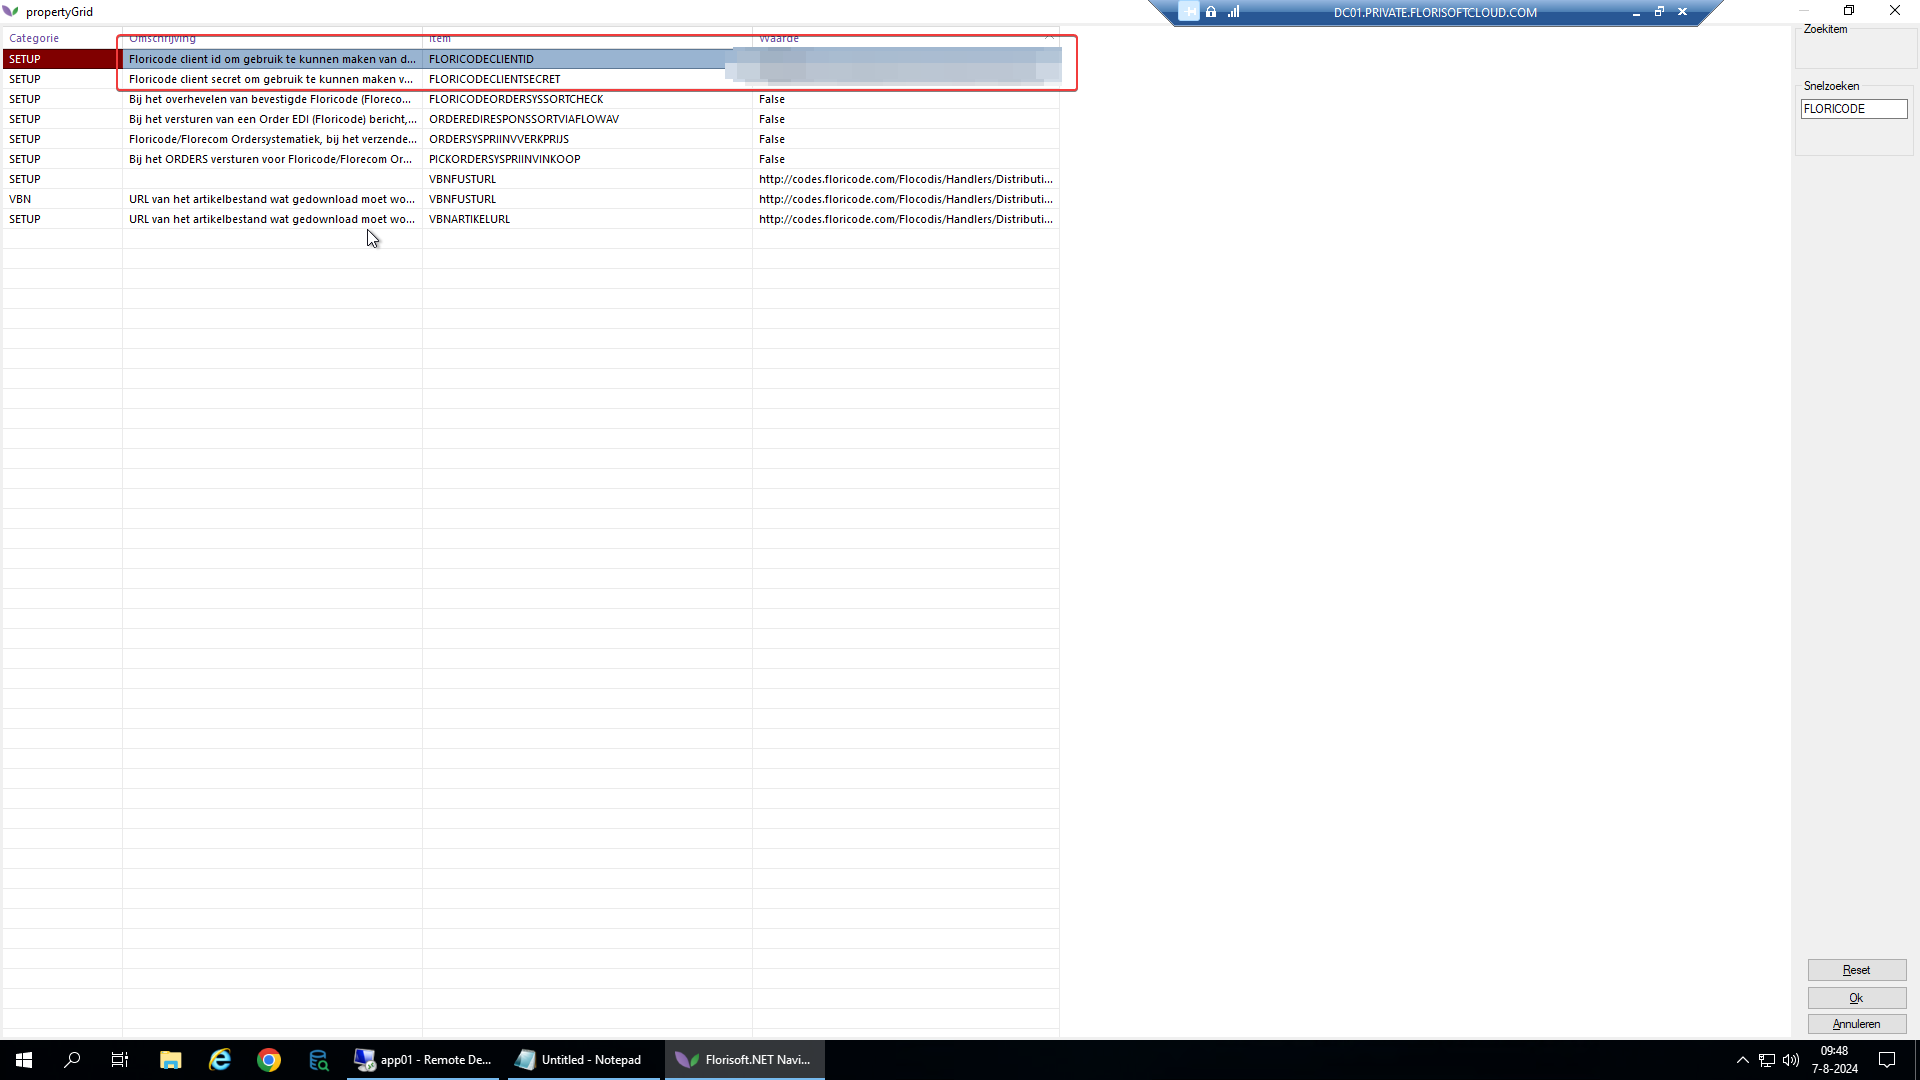 propertyGrid
DC01.PRIVATE.FLORISOFTCLOUD.COM
Zoekitem
Categorie Omschrijving Item Waarde
SETUP Floricode client id om gebruik te kunnen maken van d... FLORICODECLIENTID
SETUP Floricode client secret om gebruik te kunnen maken v... FLORICODECLIENTSECRET
Snelzoeken
SETUP Bij het overhevelen van bevestigde Floricode (Floreco... FLORICODEORDERSYSSORTCHECK False
FLORICODE
SETUP Bij het versturen van een Order EDI (Floricode) bericht,... ORDEREDIRESPONSSORTVIAFLOWAV False
SETUP Floricode/Florecom Ordersystematiek, bij het verzende... ORDERSYSPRIINVVERKPRIJS False
SETUP Bij het ORDERS versturen voor Floricode/Florecom Or... PICKORDERSYSPRIINVINKOOP False
SETUP VBNFUSTURL http://codes.floricode.com/Flocodis/Handlers/Distributi...
VBN URL van het artikelbestand wat gedownload moet wo... VBNFUSTURL http://codes.floricode.com/Flocodis/Handlers/Distributi...
SETUP URL van het artikelbestand wat gedownload moet wo... VBNARTIKELURL http://codes.floricode.com/Flocodis/Handlers/Distributi...
Reset
Ok
Annuleren
app01 - Remote De... Untitled - Notepad Florisoft.NET Navi...
09:48
7-8-2024